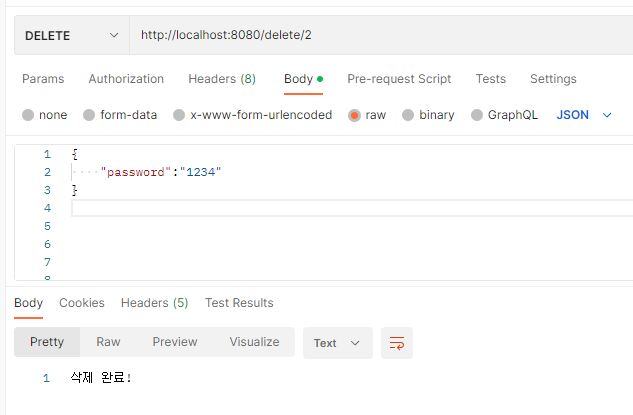 DELETE http://localhost:8080/delete/2
Params Authorization Headers (8) Body Pre-request Script Tests Settings
none form-data x-www-form-urlencoded raw binary GraphQL JSON
1 {
2 "password":"1234"
3 }
4
5
6
7
8
Body Cookies Headers (5) Test Results
Pretty Raw Preview Visualize Text
1 삭제 완료!